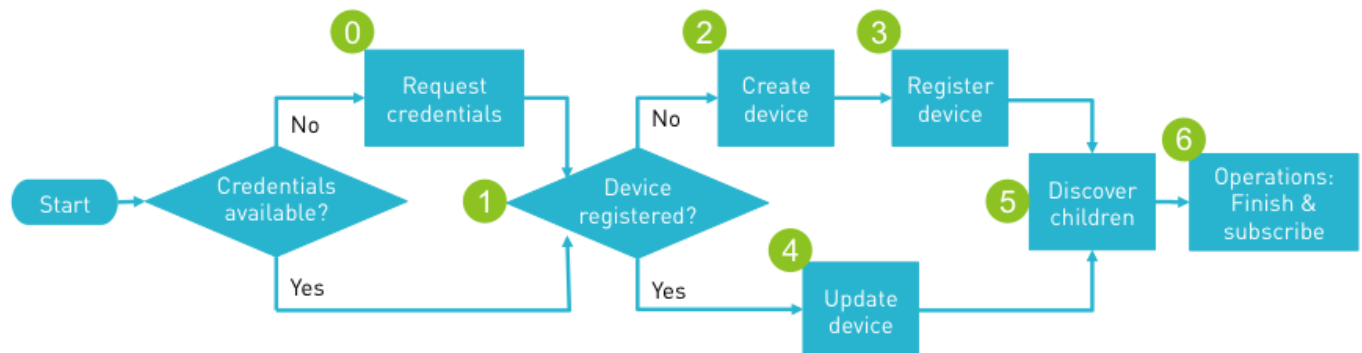 0
Request
credentials
No
Start
Credentials
available?
Yes
1
Device
registered?
No
2
Create
device
3
Register
device
Yes
4
Update
device
5
Discover
children
6
Operations:
Finish &
subscribe